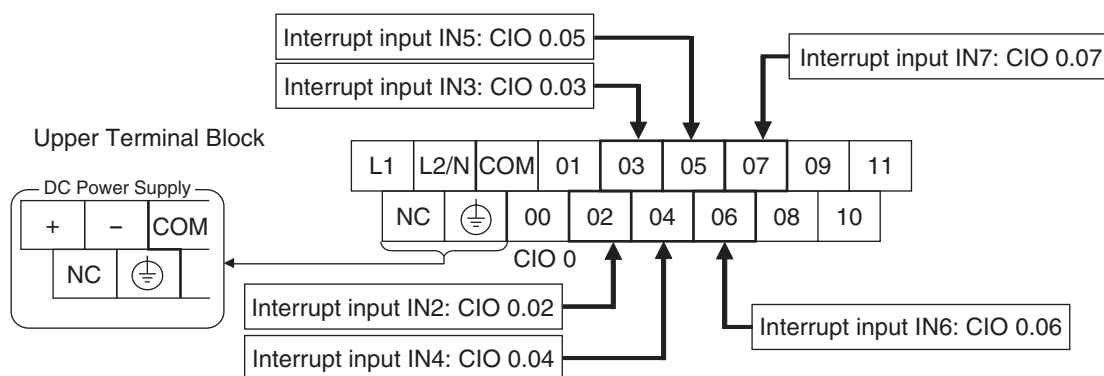 Interrupt input IN5: CIO 0.05
Interrupt input IN7: CIO 0.07
Interrupt input IN3: CIO 0.03
Upper Terminal Block
L1 L2/N COM 01 03 05 07 09 11
DC Power Supply
NC 00 02 04 06 08 10
+ − COM
CIO 0
NC
Interrupt input IN2: CIO 0.02
Interrupt input IN6: CIO 0.06
Interrupt input IN4: CIO 0.04